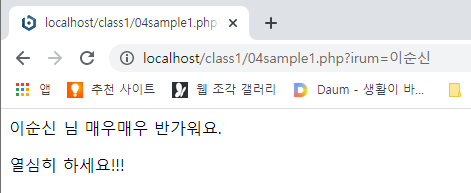 localhost/class1/04sample1.php
localhost/class1/04sample1.php?irum=이순신
앱 추천 사이트 웹 조각 갤러리 Daum - 생활이 바...
이순신 님 매우매우 반가워요.
열심히 하세요!!!